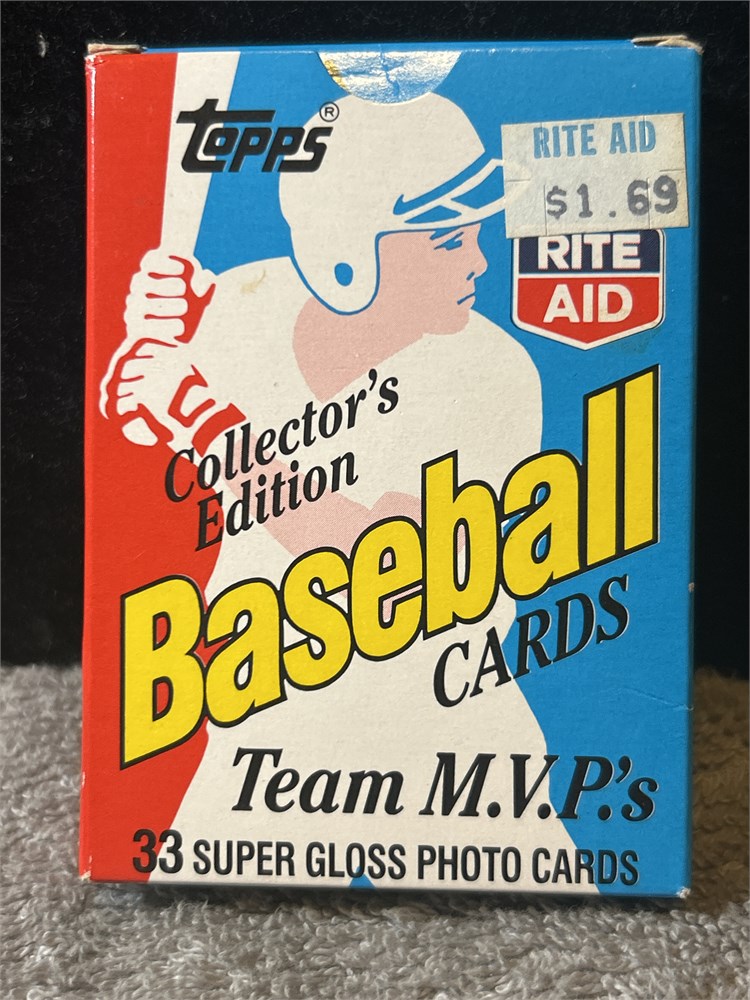 Topps®
RITE AID
$1.69
RITE
AID
Collector's
Edition
Baseball
CARDS
Team M.V.P.'s
33 SUPER GLOSS PHOTO CARDS